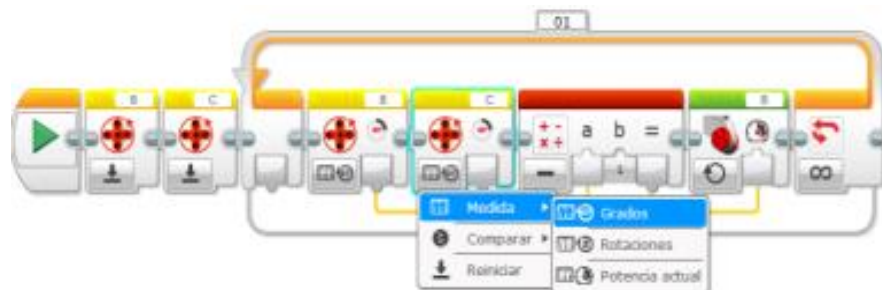 01
B
C
B
C
B
a b =
Medida
Comparar
Reiniciar
Grados
Rotaciones
Potencia actual